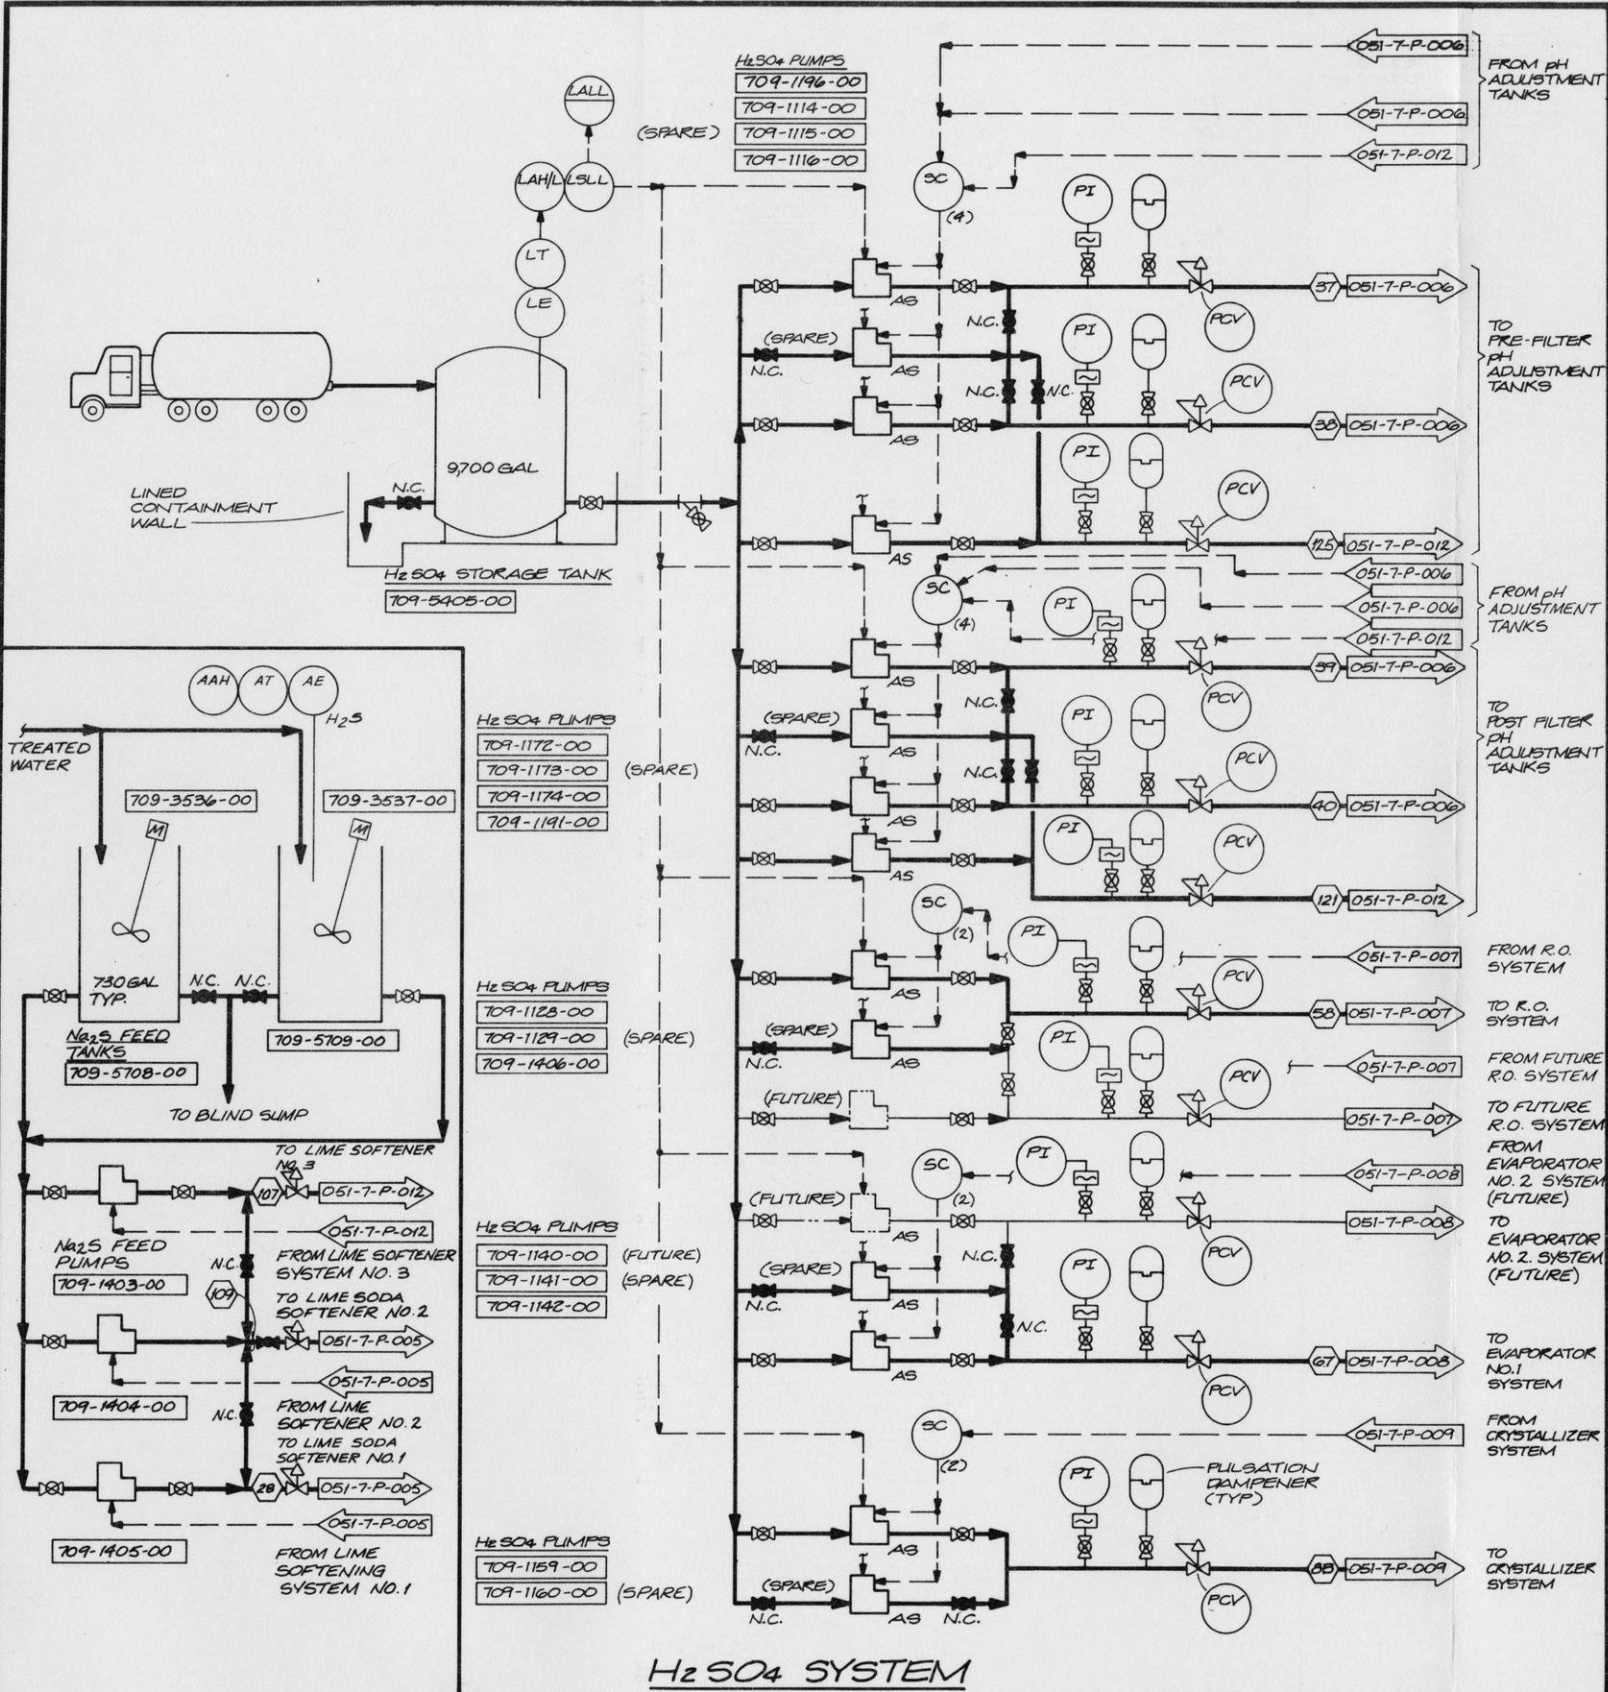 H2SO4 PUMPS
709-1196-00
709-1114-00
(SPARE)
709-1115-00
709-1116-00
051-7-P-006
051-7-P-006
051-7-P-012
FROM pH
ADJUSTMENT
TANKS
LALL
LAH/L
LSLL
LT
LE
SC
(4)
PI
AS
PCV
37
051-7-P-006
N.C.
(SPARE)
N.C.
AS
PI
TO
PRE-FILTER
pH
ADJUSTMENT
TANKS
N.C.
N.C.
AS
PCV
38
051-7-P-006
PI
PCV
AS
125
051-7-P-012
9,700 GAL
N.C.
LINED
CONTAINMENT
WALL
H2SO4 STORAGE TANK
709-5405-00
SC
(4)
PI
051-7-P-006
051-7-P-006
051-7-P-012
FROM pH
ADJUSTMENT
TANKS
AS
PCV
39
051-7-P-006
N.C.
H2SO4 PUMPS
709-1172-00
709-1173-00 (SPARE)
709-1174-00
709-1191-00
(SPARE)
N.C.
AS
PI
TO
POST FILTER
pH
ADJUSTMENT
TANKS
N.C.
AS
PCV
40
051-7-P-006
AS
PI
PCV
121
051-7-P-012
SC
(2)
PI
051-7-P-007
FROM R.O.
SYSTEM
AS
PCV
58
051-7-P-007
TO R.O.
SYSTEM
H2SO4 PUMPS
709-1128-00
709-1129-00 (SPARE)
709-1406-00
(SPARE)
N.C.
AS
PI
051-7-P-007
FROM FUTURE
R.O. SYSTEM
(FUTURE)
PCV
051-7-P-007
TO FUTURE
R.O. SYSTEM
SC
(2)
PI
051-7-P-008
FROM
EVAPORATOR
NO. 2 SYSTEM
(FUTURE)
(FUTURE)
AS
PCV
051-7-P-008
TO
EVAPORATOR
NO. 2. SYSTEM
(FUTURE)
H2SO4 PUMPS
709-1140-00 (FUTURE)
709-1141-00 (SPARE)
709-1142-00
N.C.
(SPARE)
N.C.
AS
PI
N.C.
AS
PCV
67
051-7-P-008
TO
EVAPORATOR
NO.1
SYSTEM
SC
(2)
051-7-P-009
FROM
CRYSTALLIZER
SYSTEM
PI
PULSATION
DAMPENER
(TYP)
AS
H2SO4 PUMPS
709-1159-00
709-1160-00 (SPARE)
(SPARE)
N.C.
AS
N.C.
PCV
88
051-7-P-009
TO
CRYSTALLIZER
SYSTEM
AAH
AT
AE
H2S
TREATED
WATER
709-3536-00
709-3537-00
M
M
730 GAL
TYP.
N.C.
N.C.
Na2S FEED
TANKS
709-5708-00
709-5709-00
TO BLIND SUMP
TO LIME SOFTENER
NO. 3
107
051-7-P-012
051-7-P-012
Na2S FEED
PUMPS
709-1403-00
N.C.
FROM LIME SOFTENER
SYSTEM NO. 3
109
TO LIME SODA
SOFTENER NO. 2
051-7-P-005
051-7-P-005
709-1404-00
N.C.
FROM LIME
SOFTENER NO. 2
TO LIME SODA
SOFTENER NO. 1
28
051-7-P-005
051-7-P-005
709-1405-00
FROM LIME
SOFTENING
SYSTEM NO. 1
H2 SO4 SYSTEM